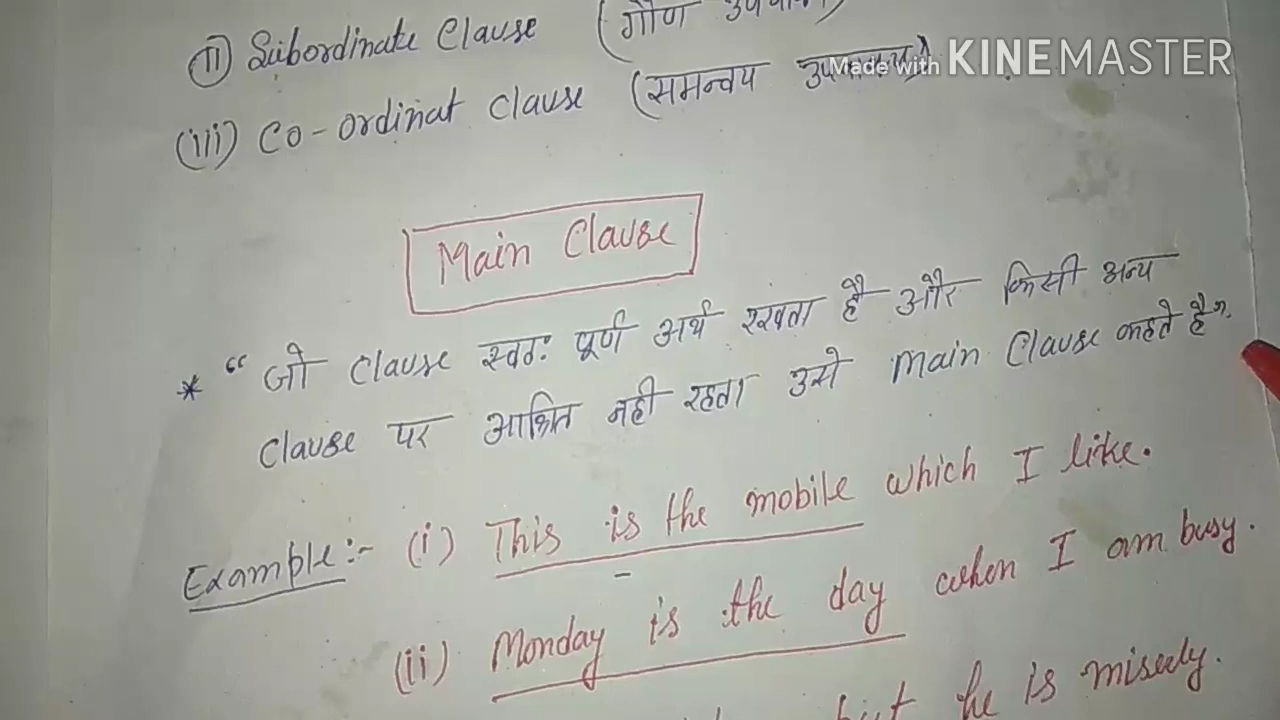 (ii) Subordinate Clause (गौण
Made with KINEMASTER
(iii) Co-ordinat Clause (समन्वय
Main Clause
* “ जो Clause स्वतः पूर्ण अर्थ रखता है और किसी अन्य
Clause पर आश्रित नही रहता उसे Main Clause कहते है”.
Example:- (i) This is the mobile which I like.
(ii) Monday is the day when I am busy.
but he is miserly.